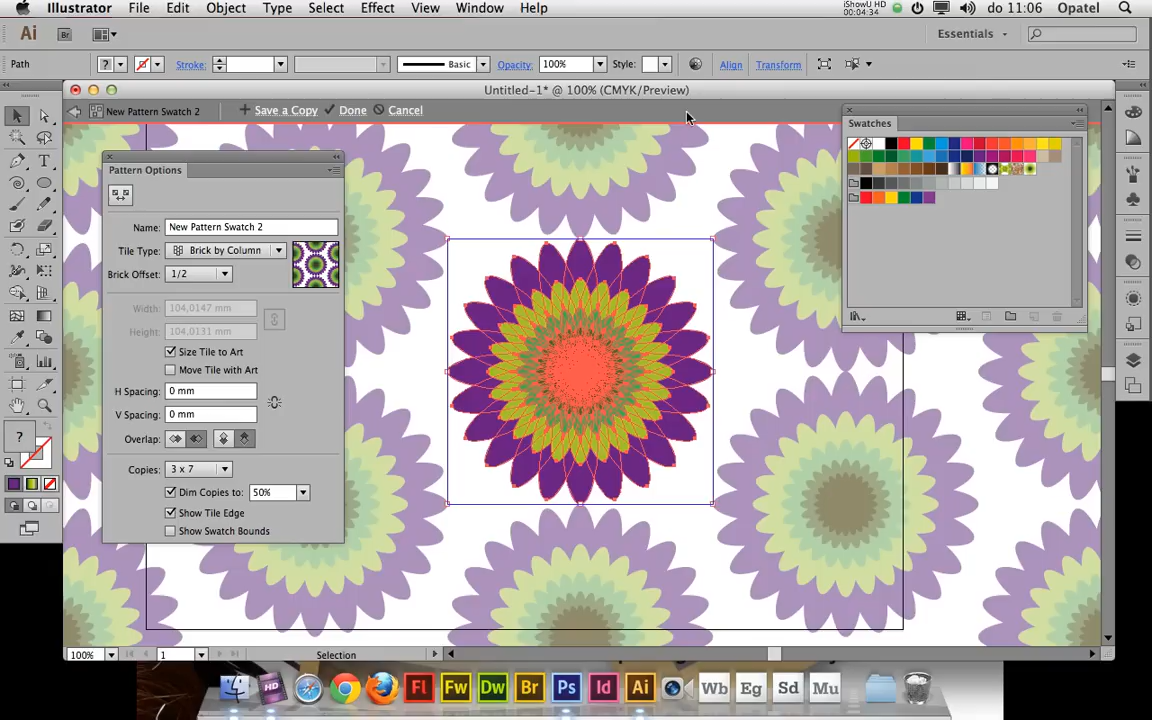 Illustrator File Edit Object Type Select Effect View Window Help
iShowU HD
00:04:34
do 11:06 Opatel
Ai Br Essentials
Path ? Stroke: Basic Opacity: 100% Style: Align Transform
Untitled-1* @ 100% (CMYK/Preview)
New Pattern Swatch 2 + Save a Copy Done Cancel
Swatches
Pattern Options
Name: New Pattern Swatch 2
Tile Type: Brick by Column
Brick Offset: 1/2
Width: 104,0147 mm
Height: 104,0131 mm
Size Tile to Art
Move Tile with Art
H Spacing: 0 mm
V Spacing: 0 mm
Overlap:
Copies: 3 x 7
Dim Copies to: 50%
Show Tile Edge
Show Swatch Bounds
T
?
100% 1 Selection
HD Fl Fw Dw Br Ps Id Ai Wb Eg Sd Mu